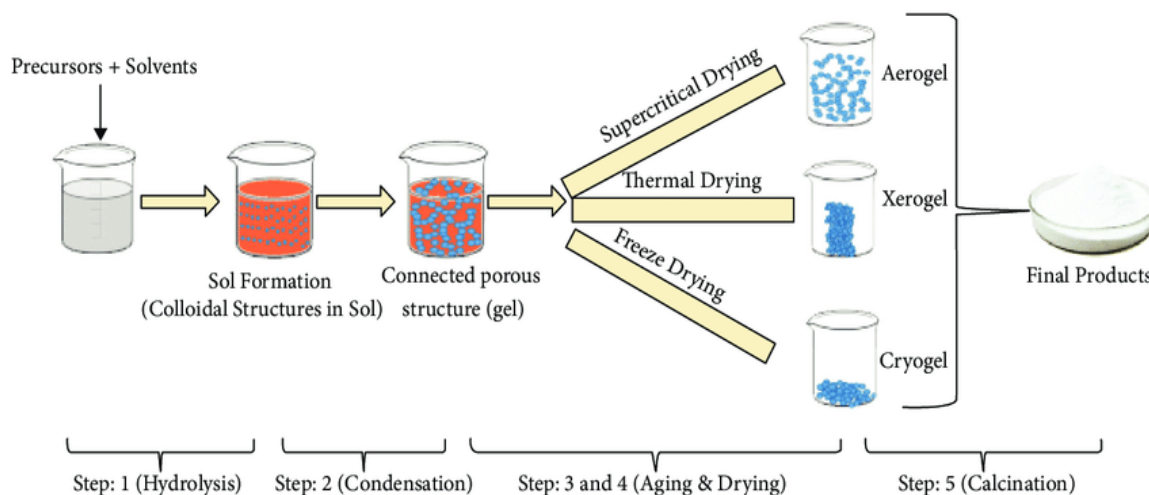 Precursors + Solvents
Sol Formation
(Colloidal Structures in Sol)
Connected porous
structure (gel)
Supercritical Drying
Thermal Drying
Freeze Drying
Aerogel
Xerogel
Cryogel
Final Products
Step: 1 (Hydrolysis)
Step: 2 (Condensation)
Step: 3 and 4 (Aging & Drying)
Step: 5 (Calcination)